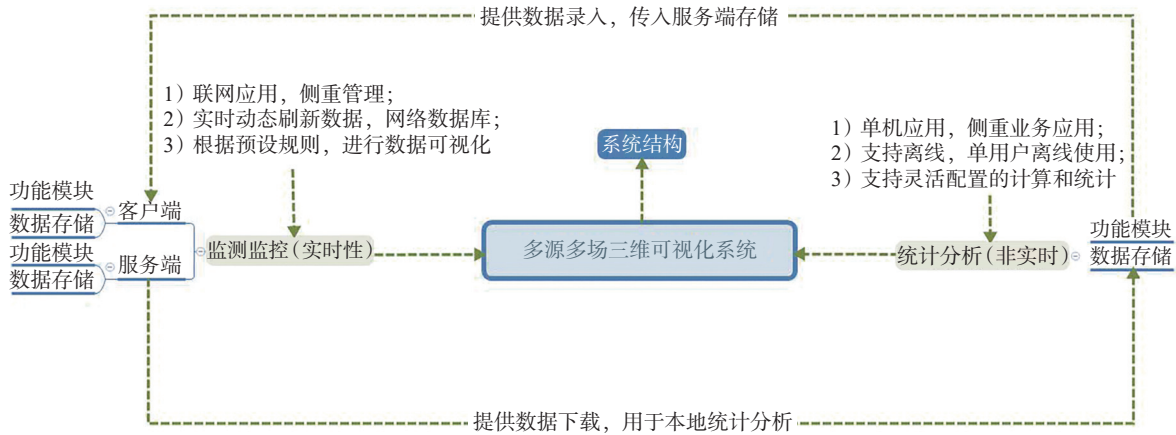 提供数据录入，传入服务端存储
1）联网应用，侧重管理；
2）实时动态刷新数据，网络数据库；
3）根据预设规则，进行数据可视化
系统结构
1）单机应用，侧重业务应用；
2）支持离线，单用户离线使用；
3）支持灵活配置的计算和统计
功能模块
数据存储
客户端
功能模块
数据存储
服务端
监测监控（实时性）
多源多场三维可视化系统
统计分析（非实时）
功能模块
数据存储
提供数据下载，用于本地统计分析